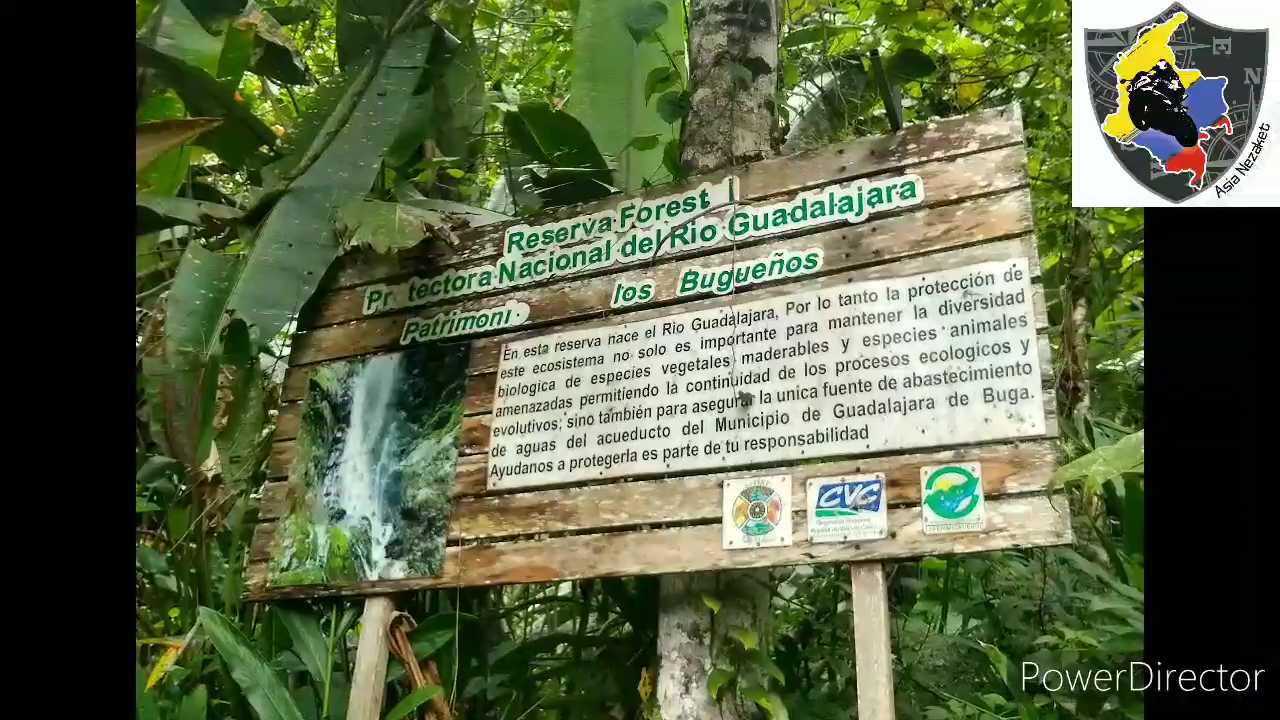 E
N
S
Asia Nezaket
Reserva Forest l
Pr tectora Nacional del Rio Guadalajara
Patrimoni los Bugueños
En esta reserva nace el Rio Guadalajara, Por lo tanto la protección de
este ecosistema no solo es importante para mantener la diversidad
biologica de especies vegetales maderables y especies animales
amenazadas permitiendo la continuidad de los procesos ecologicos y
evolutivos; sino también para asegurar la unica fuente de abastecimiento
de aguas del acueducto del Municipio de Guadalajara de Buga.
Ayudanos a protegerla es parte de tu responsabilidad
CVC
PowerDirector